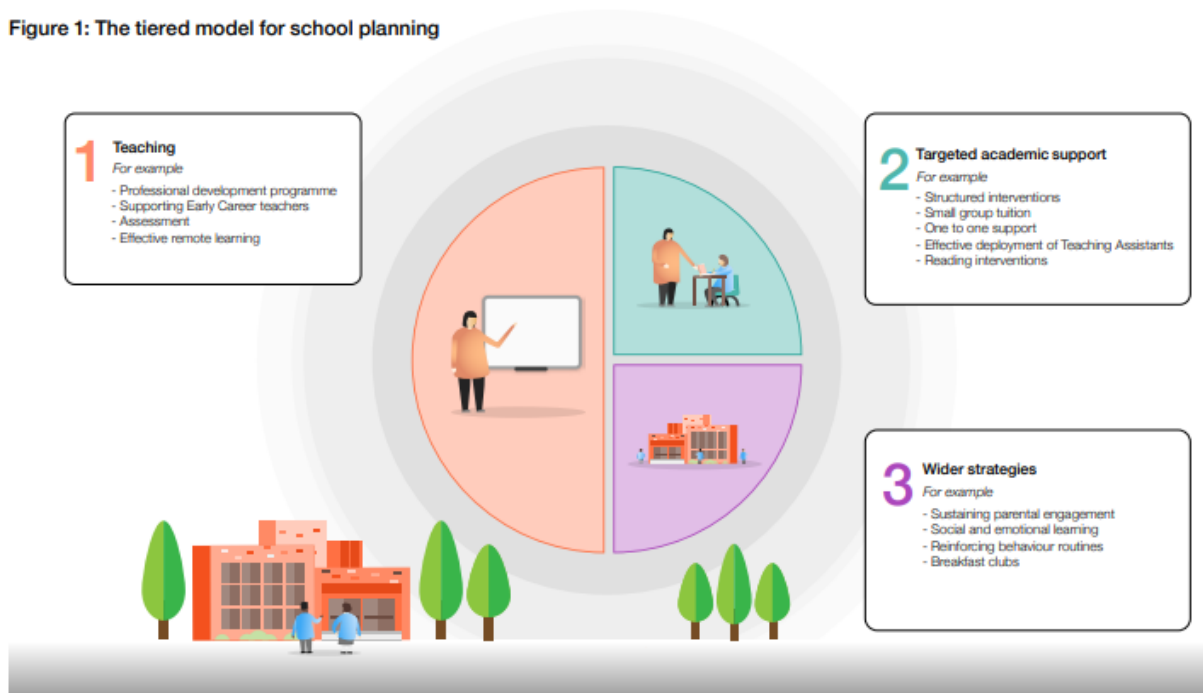 Figure 1: The tiered model for school planning
1
Teaching
For example
- Professional development programme
- Supporting Early Career teachers
- Assessment
- Effective remote learning
2
Targeted academic support
For example
- Structured interventions
- Small group tuition
- One to one support
- Effective deployment of Teaching Assistants
- Reading interventions
3
Wider strategies
For example
- Sustaining parental engagement
- Social and emotional learning
- Reinforcing behaviour routines
- Breakfast clubs